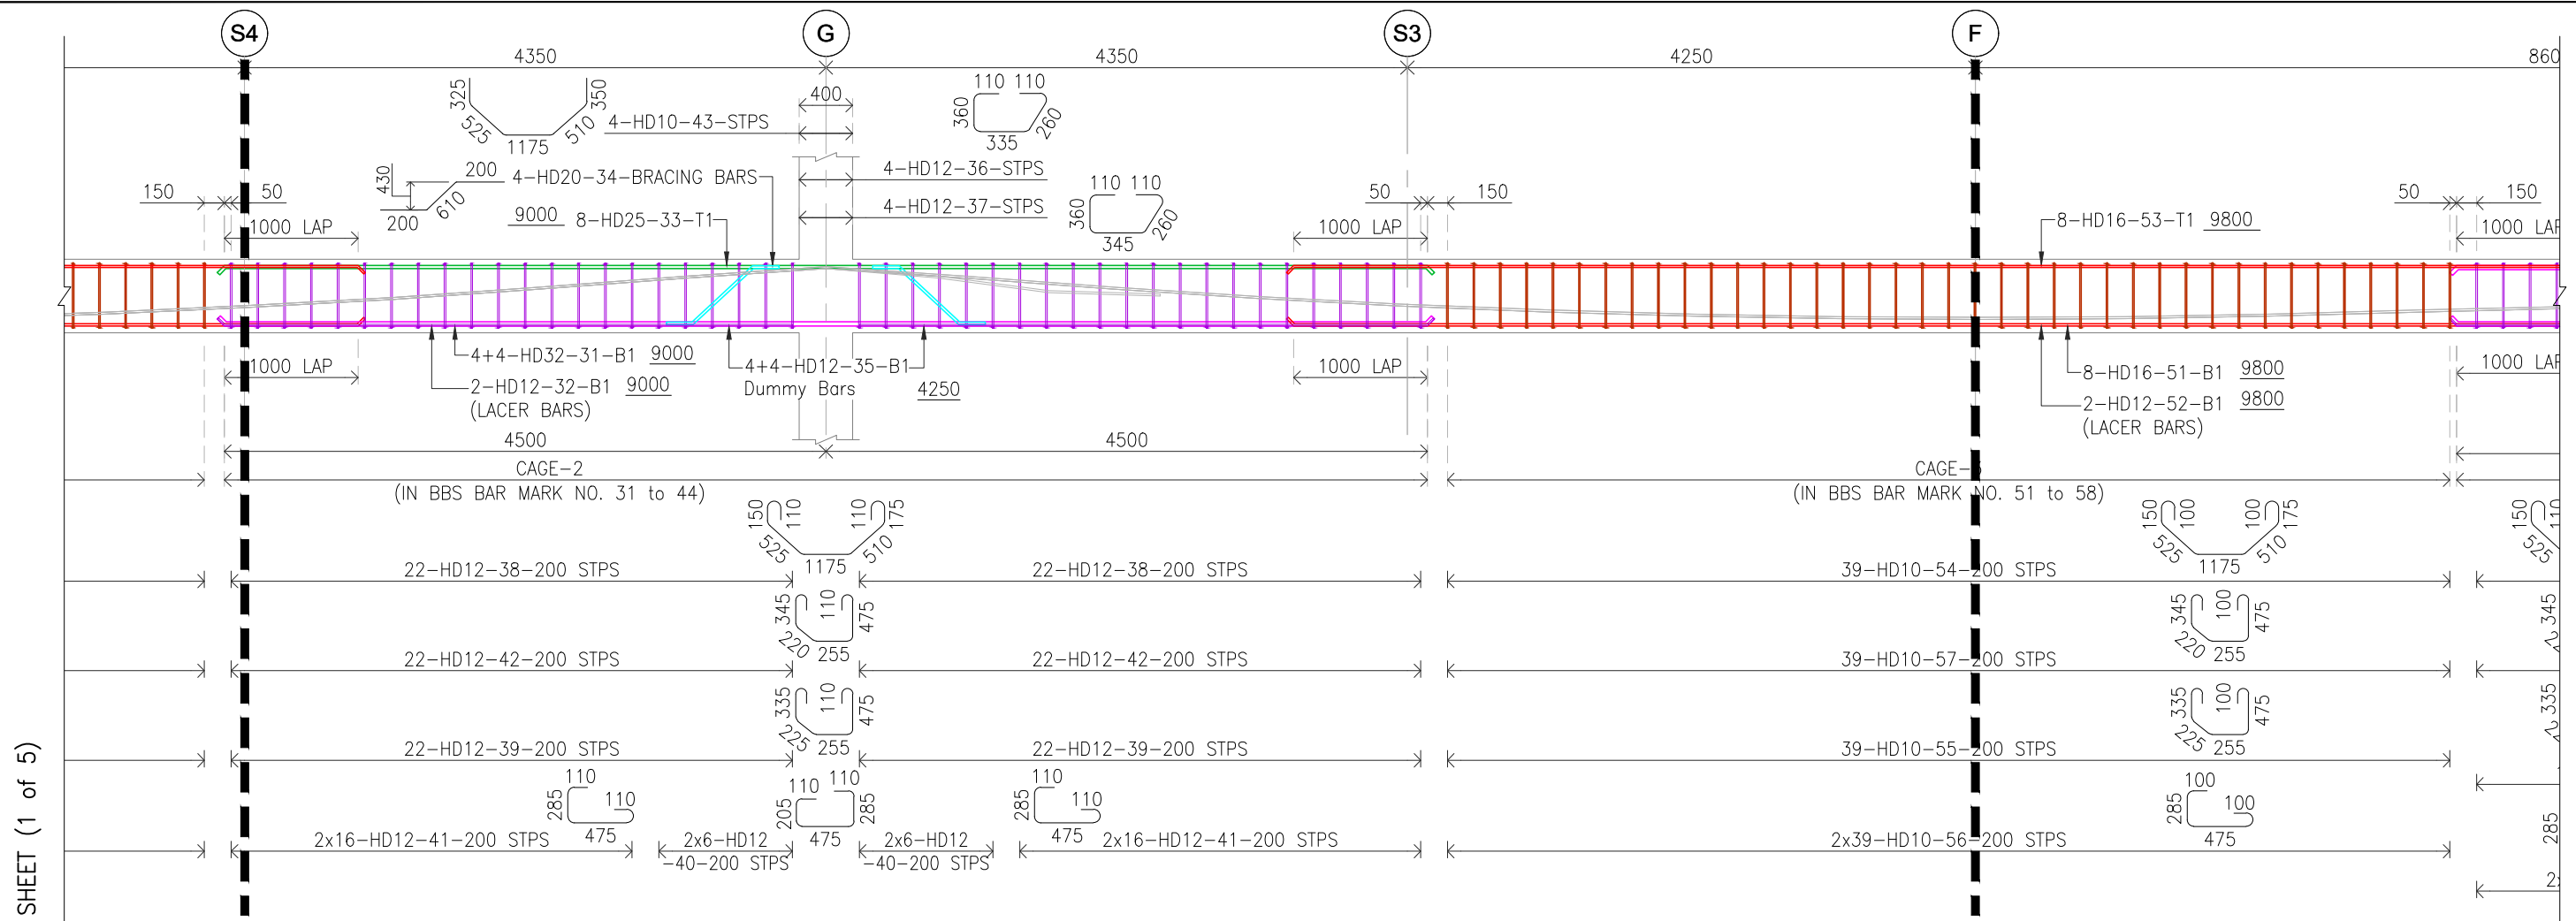 S4
G
S3
F
4350
4350
4250
860
325
525
1175
510
350
400
110 110
360
335
260
4-HD10-43-STPS
430
200
200
610
4-HD20-34-BRACING BARS
4-HD12-36-STPS
110 110
360
345
260
150
50
9000 8-HD25-33-T1
4-HD12-37-STPS
50
150
50
150
8-HD16-53-T1 9800
1000 LAP
1000 LAP
1000 LAP
4+4-HD32-31-B1 9000
2-HD12-32-B1 9000
(LACER BARS)
4+4-HD12-35-B1
Dummy Bars
4250
1000 LAP
1000 LAP
1000 LAP
8-HD16-51-B1 9800
2-HD12-52-B1 9800
(LACER BARS)
4500
4500
CAGE-2
(IN BBS BAR MARK NO. 31 to 44)
CAGE-
(IN BBS BAR MARK NO. 51 to 58)
150
110
110
175
525
510
1175
150
100
100
175
525
510
1175
150
110
525
22-HD12-38-200 STPS
22-HD12-38-200 STPS
39-HD10-54-200 STPS
345
110
475
220
255
345
100
475
220
255
345
22-HD12-42-200 STPS
22-HD12-42-200 STPS
39-HD10-57-200 STPS
335
110
475
225
255
335
100
475
225
255
335
22-HD12-39-200 STPS
22-HD12-39-200 STPS
39-HD10-55-200 STPS
110
285
110
475
110
110
205
285
475
110
285
110
475
100
285
100
475
285
2x16-HD12-41-200 STPS
2x6-HD12
-40-200 STPS
2x6-HD12
-40-200 STPS
2x16-HD12-41-200 STPS
2x39-HD10-56-200 STPS
SHEET (1 of 5)